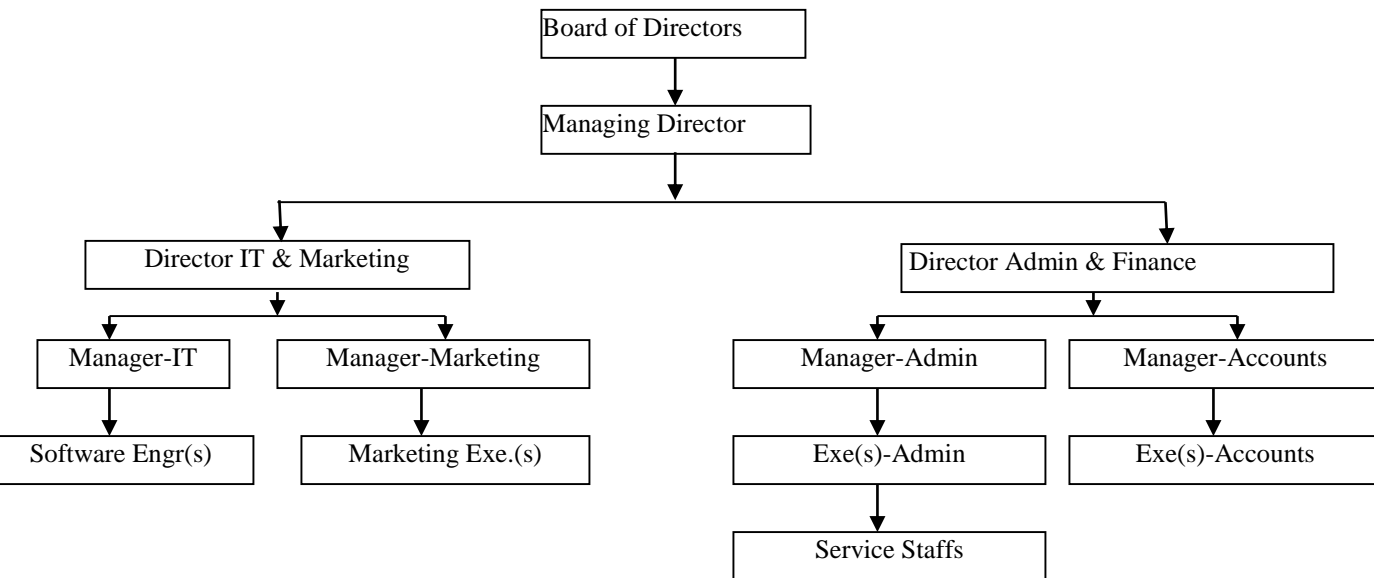 Board of Directors
Managing Director
Director IT & Marketing
Director Admin & Finance
Manager-IT
Manager-Marketing
Manager-Admin
Manager-Accounts
Software Engr(s)
Marketing Exe.(s)
Exe(s)-Admin
Exe(s)-Accounts
Service Staffs